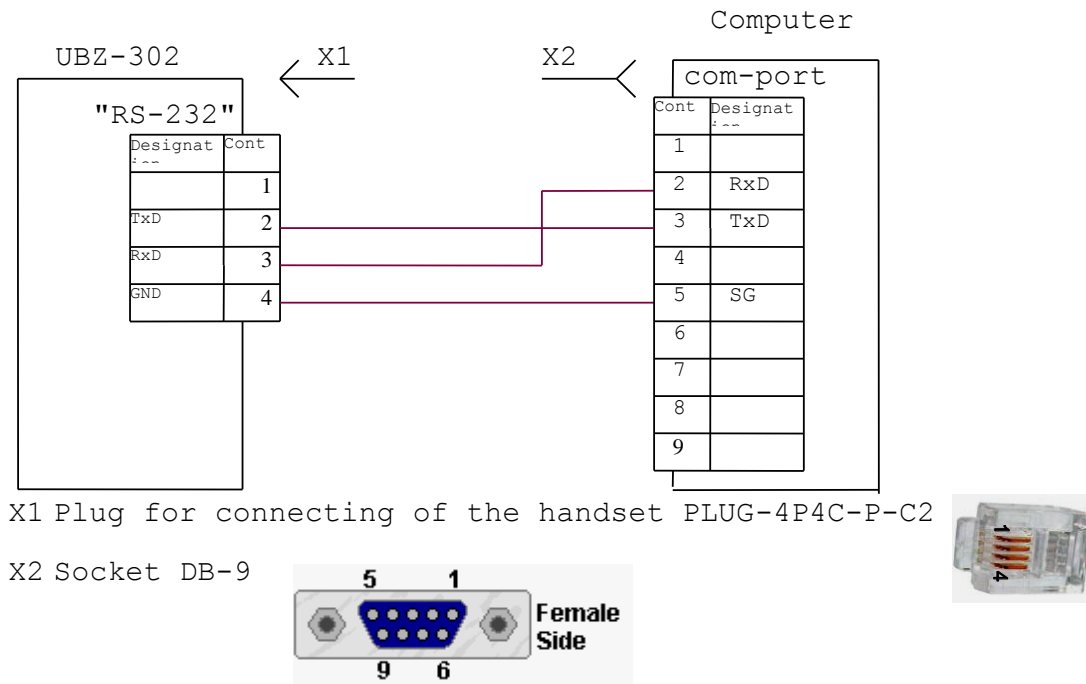 Computer
UBZ-302
X1
X2
com-port
"RS-232"
Cont Designat
Designat Cont
1
1
2 RxD
TxD 2
3 TxD
RxD 3
4
GND 4
5 SG
6
7
8
9
X1 Plug for connecting of the handset PLUG-4P4C-P-C2
1
4
X2 Socket DB-9
5 1
Female
Side
9 6